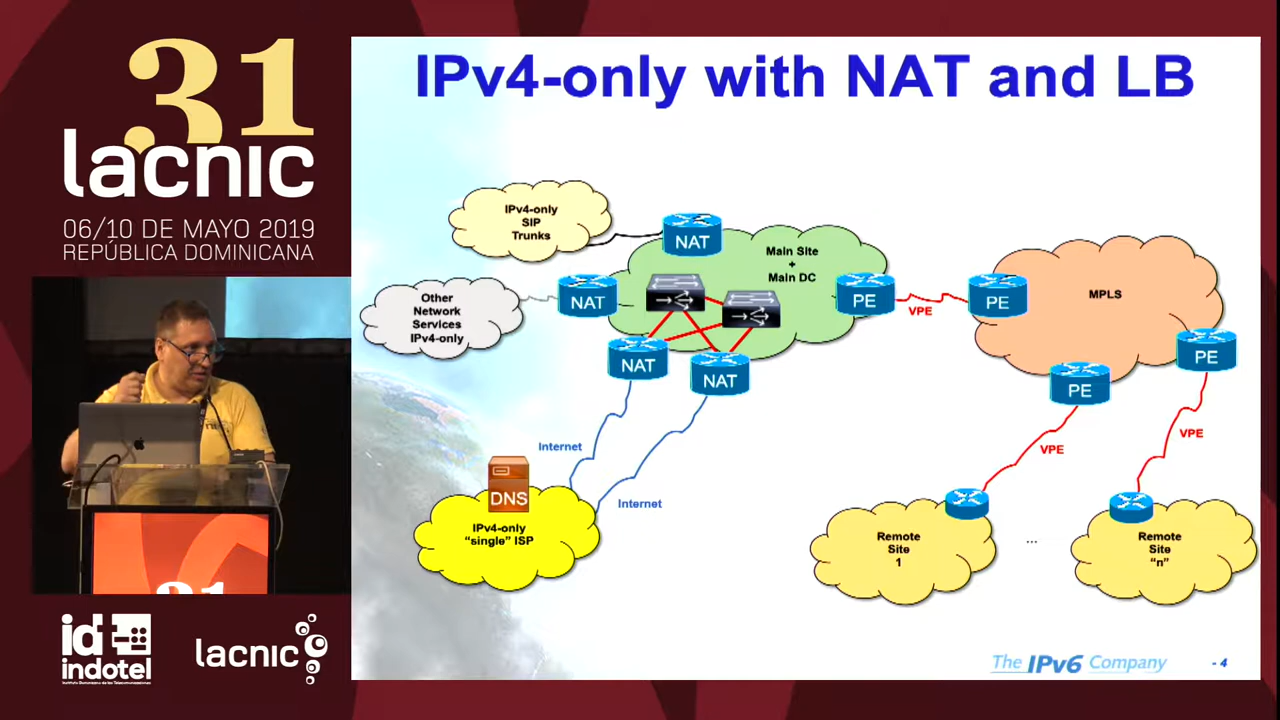 31
lacnic
06/10 DE MAYO 2019
REPÚBLICA DOMINICANA
IPv4-only with NAT and LB
IPv4-only
SIP
Trunks
NAT
Main Site
+
Main DC
Other
Network
Services
IPv4-only
NAT
PE
VPE
PE
MPLS
NAT
NAT
PE
PE
Internet
Internet
VPE
VPE
DNS
IPv4-only
“single” ISP
Remote
Site
1
...
Remote
Site
“n”
The IPv6 Company
- 4
31
id
indotel
lacnic